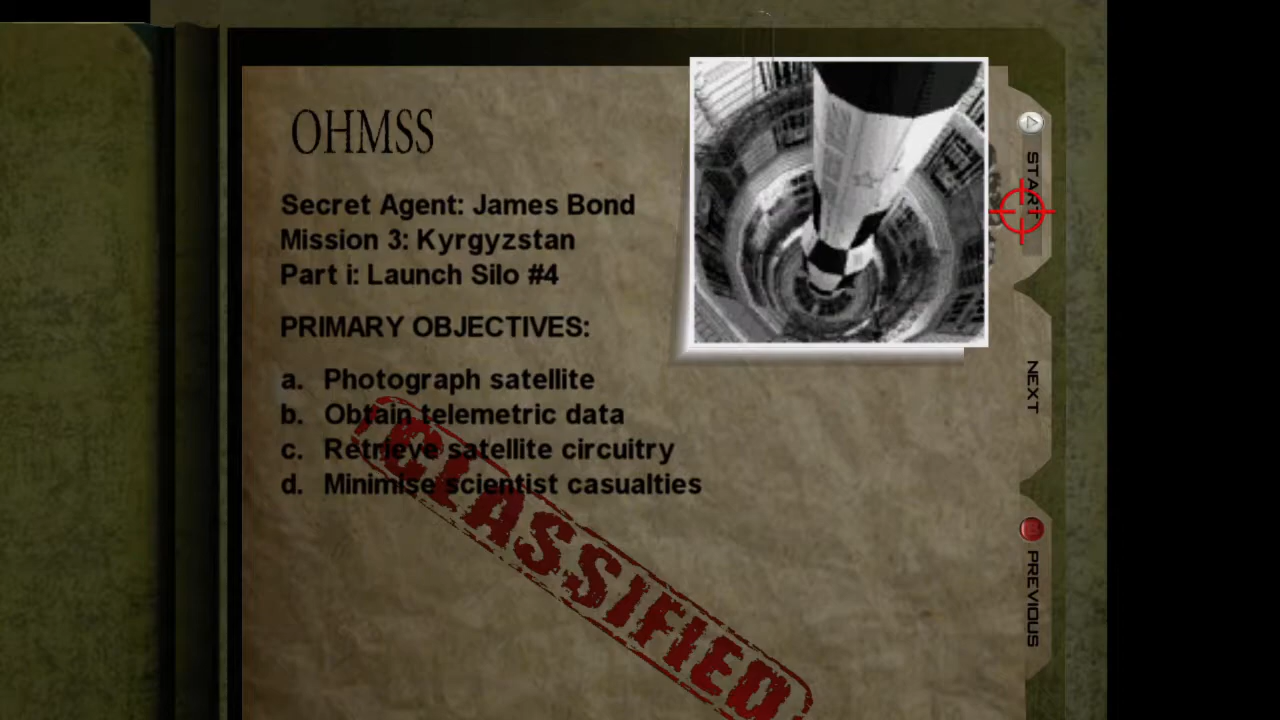 OHMSS
Secret Agent: James Bond
Mission 3: Kyrgyzstan
Part i: Launch Silo #4
PRIMARY OBJECTIVES:
a. Photograph satellite
b. Obtain telemetric data
c. Retrieve satellite circuitry
d. Minimise scientist casualties
CLASSIFIED
START
NEXT
PREVIOUS